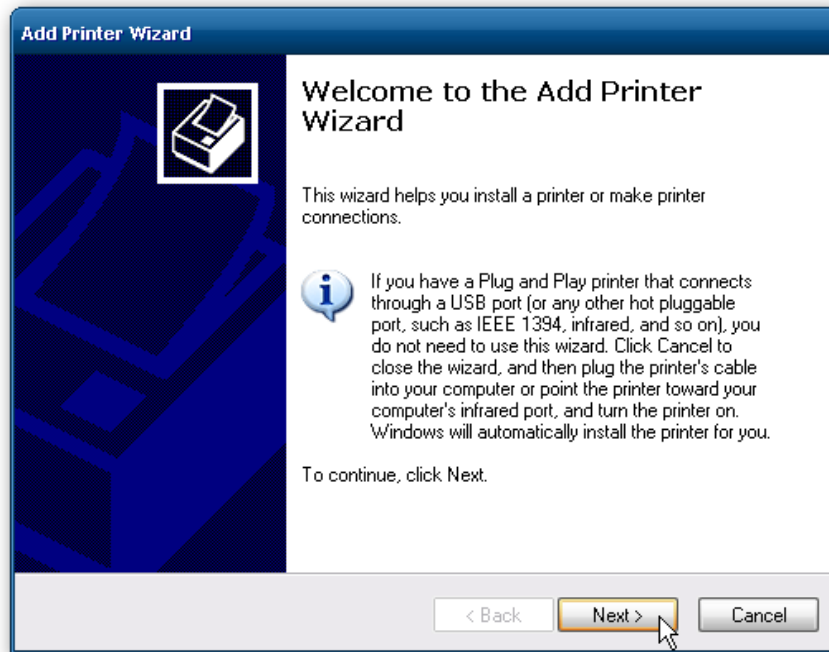 Add Printer Wizard
Welcome to the Add Printer
Wizard
This wizard helps you install a printer or make printer
connections.
If you have a Plug and Play printer that connects
through a USB port (or any other hot pluggable
port, such as IEEE 1394, infrared, and so on), you
do not need to use this wizard. Click Cancel to
close the wizard, and then plug the printer's cable
into your computer or point the printer toward your
computer's infrared port, and turn the printer on.
Windows will automatically install the printer for you.
To continue, click Next.
< Back Next > Cancel